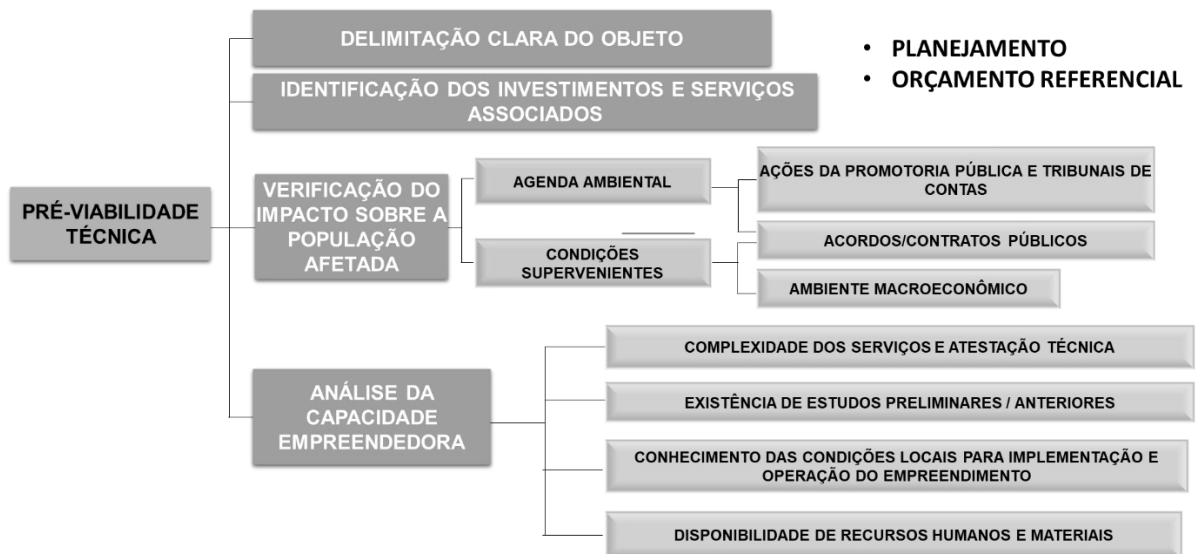 DELIMITAÇÃO CLARA DO OBJETO
• PLANEJAMENTO
• ORÇAMENTO REFERENCIAL
IDENTIFICAÇÃO DOS INVESTIMENTOS E SERVIÇOS
ASSOCIADOS
PRÉ-VIABILIDADE
TÉCNICA
VERIFICAÇÃO DO
IMPACTO SOBRE A
POPULAÇÃO
AFETADA
AGENDA AMBIENTAL
AÇÕES DA PROMOTORIA PÚBLICA E TRIBUNAIS DE
CONTAS
CONDIÇÕES
SUPERVENIENTES
ACORDOS/CONTRATOS PÚBLICOS
AMBIENTE MACROECONÔMICO
ANÁLISE DA
CAPACIDADE
EMPREENDEDORA
COMPLEXIDADE DOS SERVIÇOS E ATESTAÇÃO TÉCNICA
EXISTÊNCIA DE ESTUDOS PRELIMINARES / ANTERIORES
CONHECIMENTO DAS CONDIÇÕES LOCAIS PARA IMPLEMENTAÇÃO E
OPERAÇÃO DO EMPREENDIMENTO
DISPONIBILIDADE DE RECURSOS HUMANOS E MATERIAIS